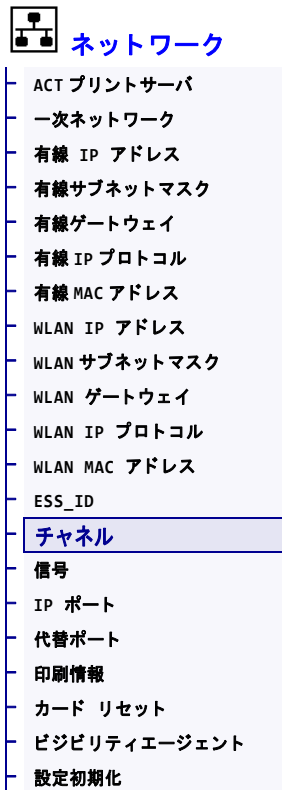 ネットワーク
ACT プリントサーバ
一次ネットワーク
有線 IP アドレス
有線サブネットマスク
有線ゲートウェイ
有線 IP プロトコル
有線 MAC アドレス
WLAN IP アドレス
WLAN サブネットマスク
WLAN ゲートウェイ
WLAN IP プロトコル
WLAN MAC アドレス
ESS_ID
チャネル
信号
IP ポート
代替ポート
印刷情報
カード リセット
ビジビリティエージェント
設定初期化